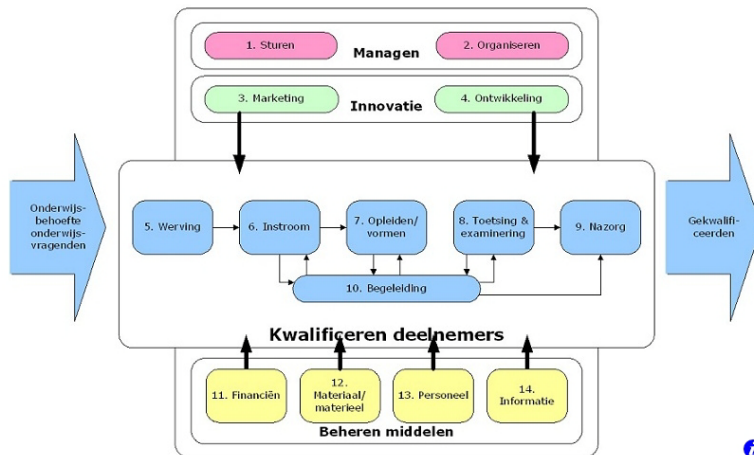 1. Sturen
2. Organiseren
Managen
3. Marketing
4. Ontwikkeling
Innovatie
Onderwijs-
behoefte
onderwijs-
vragenden
5. Werving
6. Instroom
7. Opleiden/
vormen
8. Toetsing &
examinering
9. Nazorg
10. Begeleiding
Kwalificeren deelnemers
Gekwalifi-
ceerden
11. Financiën
12.
Materiaal/
materieel
13. Personeel
14.
Informatie
Beheren middelen